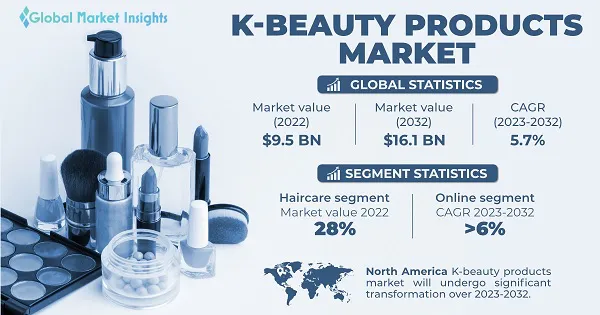 Global Market Insights
K-BEAUTY PRODUCTS
MARKET
GLOBAL STATISTICS
Market value
(2022)
$9.5 BN
Market value
(2032)
$16.1 BN
CAGR
(2023-2032)
5.7%
SEGMENT STATISTICS
Haircare segment
Market value 2022
28%
Online segment
CAGR 2023-2032
>6%
North America K-beauty products
market will undergo significant
transformation over 2023-2032.